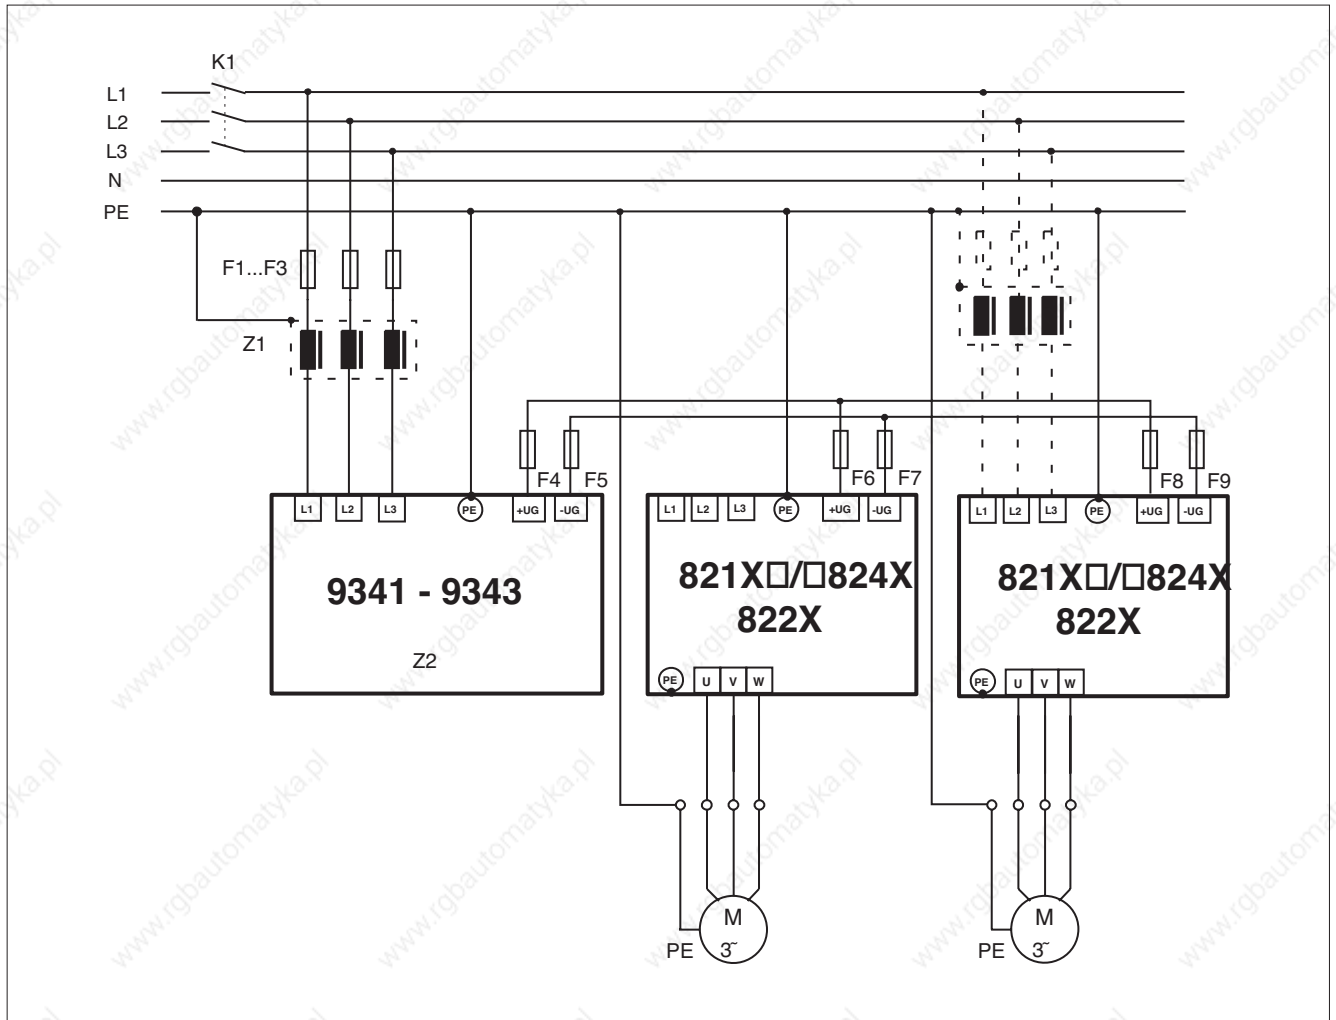 K1
L1
L2
L3
N
PE
F1...F3
Z1
F4 F5 F6 F7 F8 F9
L1 L2 L3 PE +UG -UG
L1 L2 L3 PE +UG -UG
L1 L2 L3 PE +UG -UG
9341 - 9343
Z2
821X□/□824X
822X
821X□/□824X
822X
PE U V W
PE U V W
M
3~
PE
M
3~
PE
www.rgbautomatyka.pl